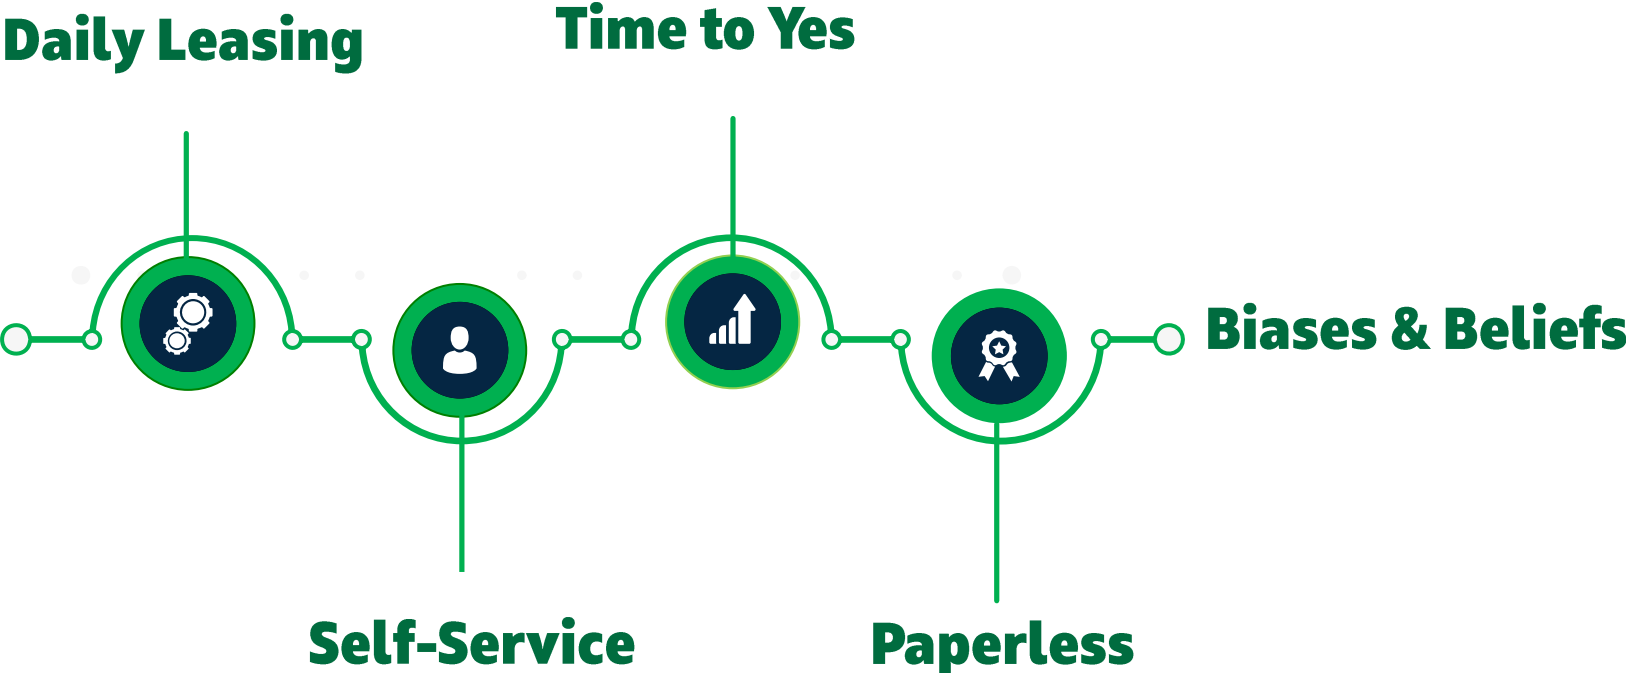 Daily Leasing
Time to Yes
Biases & Beliefs
Self-Service
Paperless